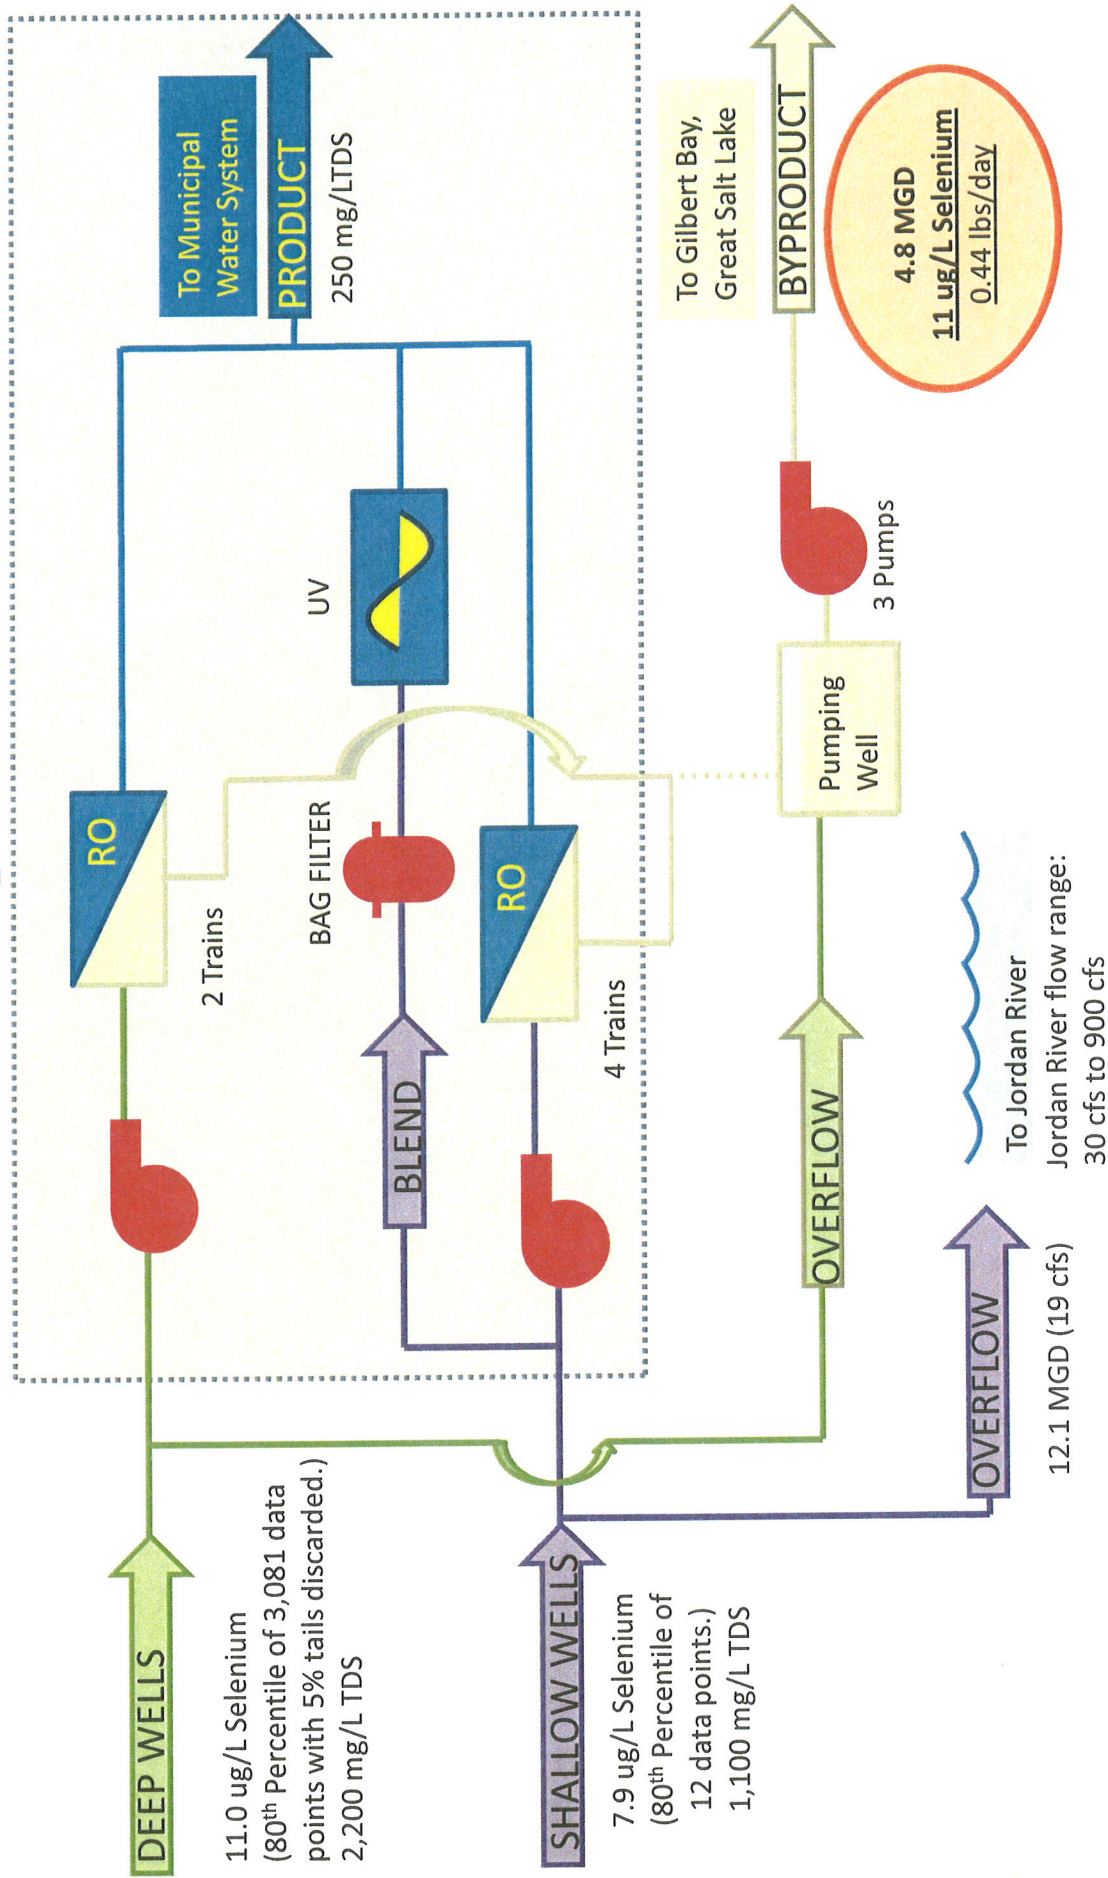 DEEP WELLS
11.0 ug/L Selenium
(80th Percentile of 3,081 data
points with 5% tails discarded.)
2,200 mg/L TDS
SHALLOW WELLS
7.9 ug/L Selenium
(80th Percentile of
12 data points.)
1,100 mg/L TDS
RO
2 Trains
BLEND
BAG FILTER
UV
RO
4 Trains
To Municipal
Water System
PRODUCT
250 mg/LTDS
OVERFLOW
Pumping
Well
3 Pumps
To Gilbert Bay,
Great Salt Lake
BYPRODUCT
4.8 MGD
11 ug/L Selenium
0.44 lbs/day
OVERFLOW
12.1 MGD (19 cfs)
To Jordan River
Jordan River flow range:
30 cfs to 900 cfs